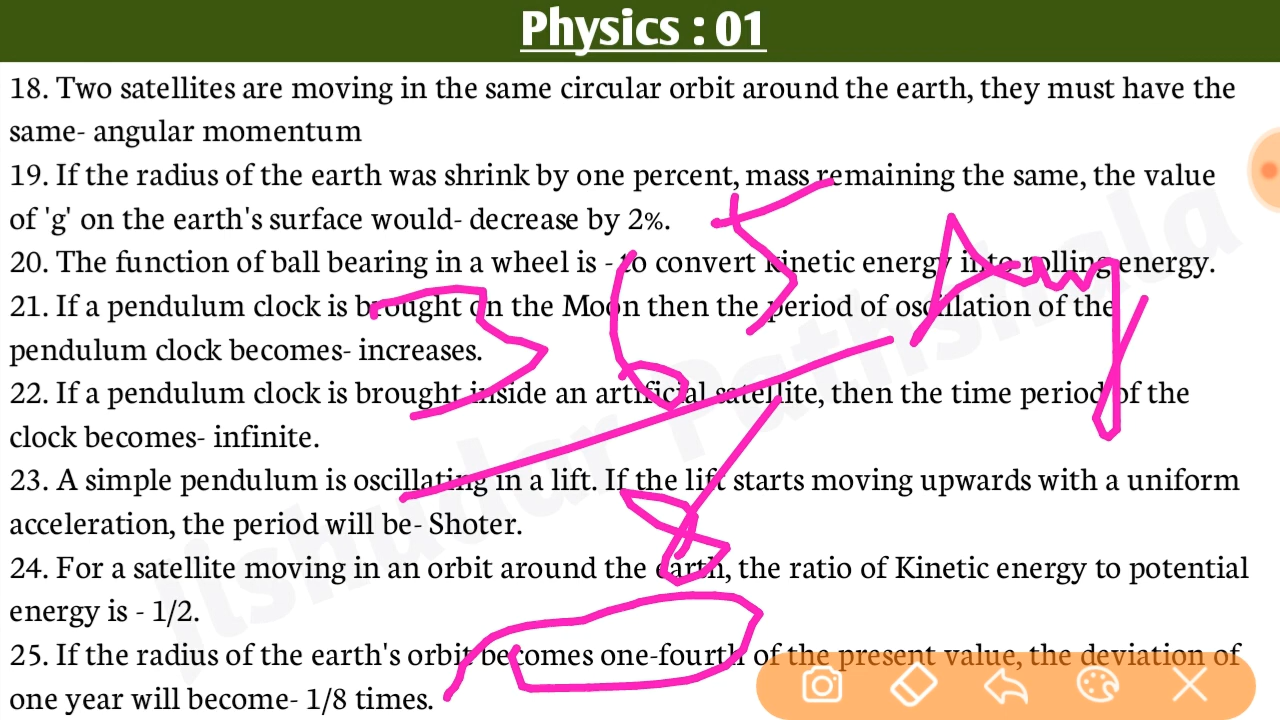 Physics : 01
18. Two satellites are moving in the same circular orbit around the earth, they must have the
same- angular momentum
19. If the radius of the earth was shrink by one percent, mass remaining the same, the value
of 'g' on the earth's surface would- decrease by 2%.
20. The function of ball bearing in a wheel is - to convert kinetic energy into rolling energy.
21. If a pendulum clock is brought on the Moon then the period of oscillation of the
pendulum clock becomes- increases.
22. If a pendulum clock is brought inside an artificial satellite, then the time period of the
clock becomes- infinite.
23. A simple pendulum is oscillating in a lift. If the lift starts moving upwards with a uniform
acceleration, the period will be- Shoter.
24. For a satellite moving in an orbit around the earth, the ratio of Kinetic energy to potential
energy is - 1/2.
25. If the radius of the earth's orbit becomes one-fourth of the present value, the deviation of
one year will become- 1/8 times.
365
8